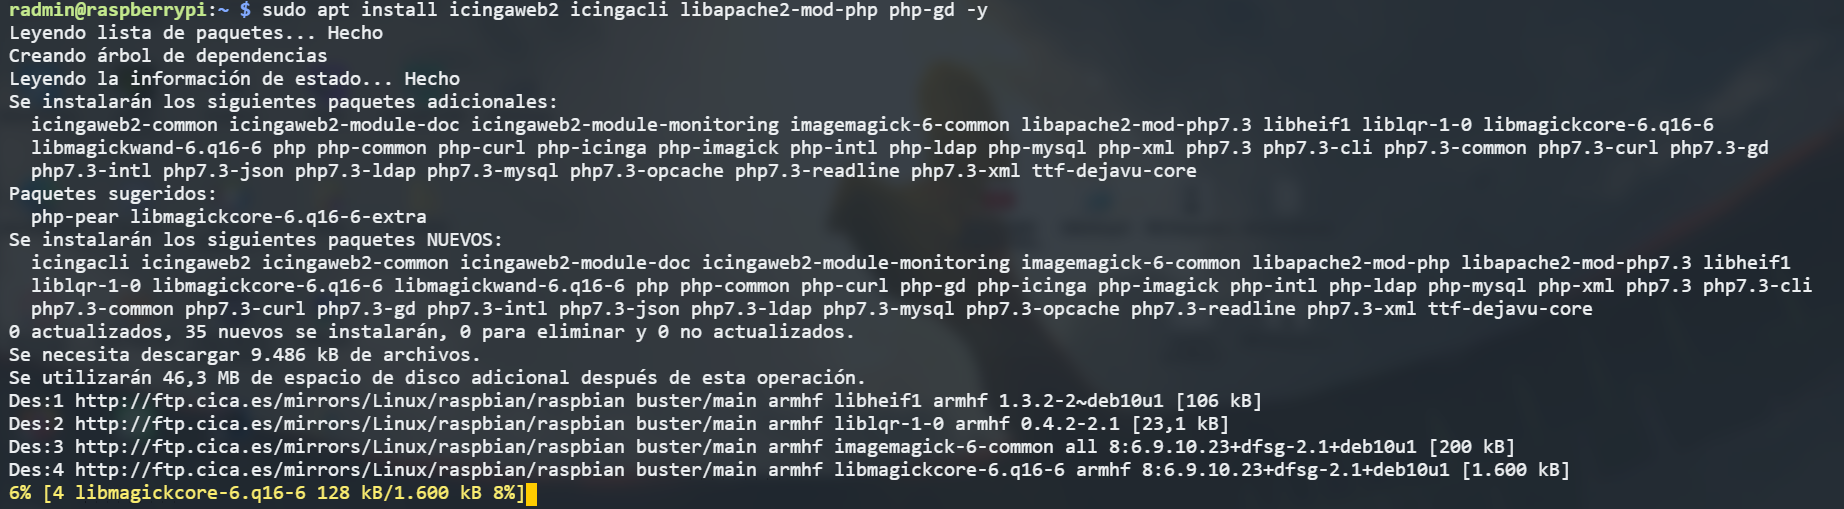 radmin@raspberrypi:~ $ sudo apt install icingaweb2 icingacli libapache2-mod-php php-gd -y
Leyendo lista de paquetes... Hecho
Creando árbol de dependencias
Leyendo la información de estado... Hecho
Se instalarán los siguientes paquetes adicionales:
  icingaweb2-common icingaweb2-module-doc icingaweb2-module-monitoring imagemagick-6-common libapache2-mod-php7.3 libheif1 liblqr-1-0 libmagickcore-6.q16-6
  libmagickwand-6.q16-6 php php-common php-curl php-icinga php-imagick php-intl php-ldap php-mysql php-xml php7.3 php7.3-cli php7.3-common php7.3-curl php7.3-gd
  php7.3-intl php7.3-json php7.3-ldap php7.3-mysql php7.3-opcache php7.3-readline php7.3-xml ttf-dejavu-core
Paquetes sugeridos:
  php-pear libmagickcore-6.q16-6-extra
Se instalarán los siguientes paquetes NUEVOS:
  icingacli icingaweb2 icingaweb2-common icingaweb2-module-doc icingaweb2-module-monitoring imagemagick-6-common libapache2-mod-php libapache2-mod-php7.3 libheif1
  liblqr-1-0 libmagickcore-6.q16-6 libmagickwand-6.q16-6 php php-common php-curl php-gd php-icinga php-imagick php-intl php-ldap php-mysql php-xml php7.3 php7.3-cli
  php7.3-common php7.3-curl php7.3-gd php7.3-intl php7.3-json php7.3-ldap php7.3-mysql php7.3-opcache php7.3-readline php7.3-xml ttf-dejavu-core
0 actualizados, 35 nuevos se instalarán, 0 para eliminar y 0 no actualizados.
Se necesita descargar 9.486 kB de archivos.
Se utilizarán 46,3 MB de espacio de disco adicional después de esta operación.
Des:1 http://ftp.cica.es/mirrors/Linux/raspbian/raspbian buster/main armhf libheif1 armhf 1.3.2-2~deb10u1 [106 kB]
Des:2 http://ftp.cica.es/mirrors/Linux/raspbian/raspbian buster/main armhf liblqr-1-0 armhf 0.4.2-2.1 [23,1 kB]
Des:3 http://ftp.cica.es/mirrors/Linux/raspbian/raspbian buster/main armhf imagemagick-6-common all 8:6.9.10.23+dfsg-2.1+deb10u1 [200 kB]
Des:4 http://ftp.cica.es/mirrors/Linux/raspbian/raspbian buster/main armhf libmagickcore-6.q16-6 armhf 8:6.9.10.23+dfsg-2.1+deb10u1 [1.600 kB]
6% [4 libmagickcore-6.q16-6 128 kB/1.600 kB 8%]